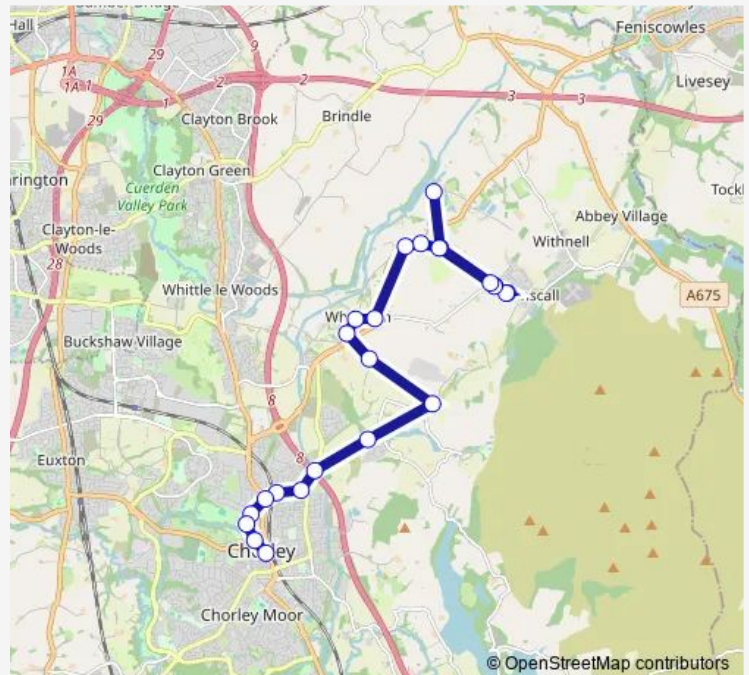 Hall
29
9
1A
1A
1
2
2
1
29
3
3
Feniscowles
Livesey
Clayton Brook
Brindle
Clayton Green
Cuerden
Valley Park
Clayton-le-
Woods
28
Abbey Village
Withnell
Whittle le Woods
Buckshaw Village
A675
8
Euxton
8
Chorley Moor
© OpenStreetMap contributors